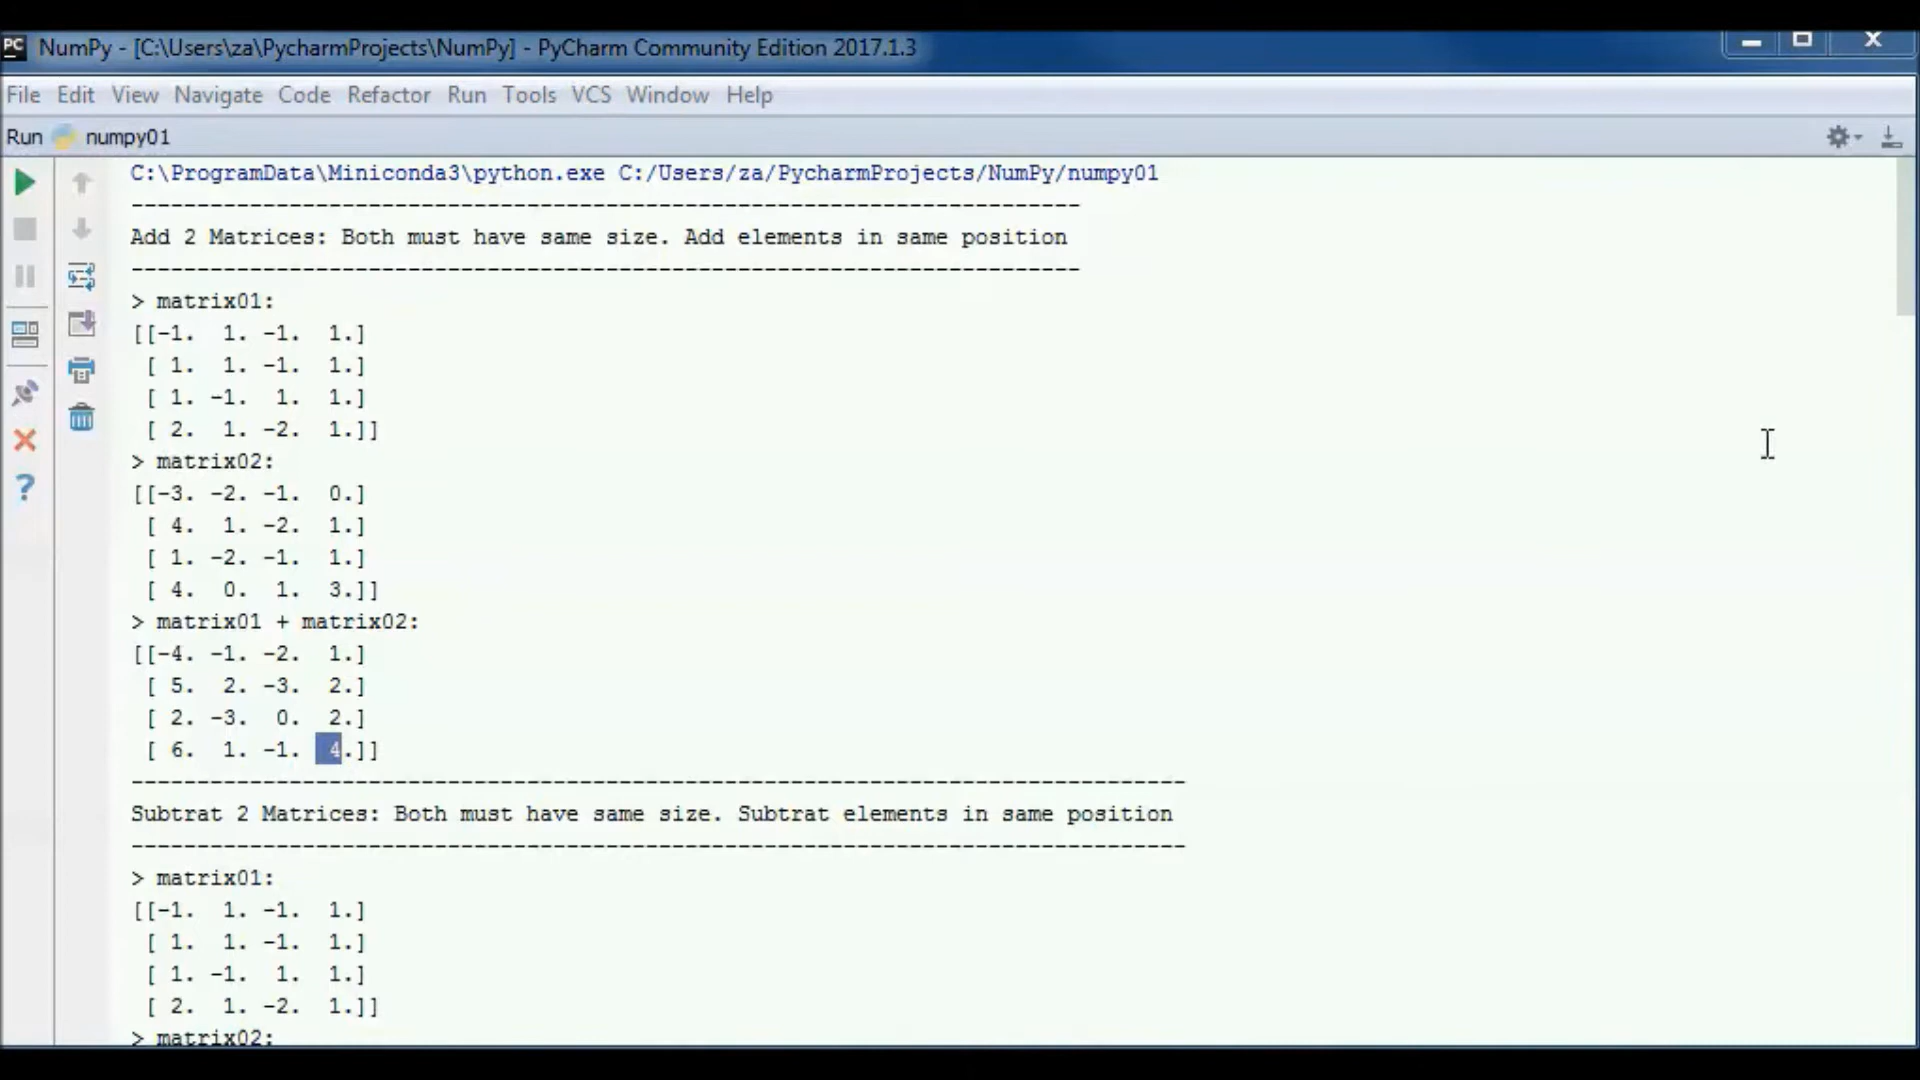 NumPy - [C:\Users\za\PycharmProjects\NumPy] - PyCharm Community Edition 2017.1.3
File Edit View Navigate Code Refactor Run Tools VCS Window Help
Run numpy01
C:\ProgramData\Miniconda3\python.exe C:/Users/za/PycharmProjects/NumPy/numpy01
------------------------------------------------------------------------
Add 2 Matrices: Both must have same size. Add elements in same position
------------------------------------------------------------------------
> matrix01:
[[-1.  1. -1.  1.]
 [ 1.  1. -1.  1.]
 [ 1. -1.  1.  1.]
 [ 2.  1. -2.  1.]]
> matrix02:
[[-3. -2. -1.  0.]
 [ 4.  1. -2.  1.]
 [ 1. -2. -1.  1.]
 [ 4.  0.  1.  3.]]
> matrix01 + matrix02:
[[-4. -1. -2.  1.]
 [ 5.  2. -3.  2.]
 [ 2. -3.  0.  2.]
 [ 6.  1. -1.  4.]]
--------------------------------------------------------------------------------
Subtrat 2 Matrices: Both must have same size. Subtrat elements in same position
--------------------------------------------------------------------------------
> matrix01:
[[-1.  1. -1.  1.]
 [ 1.  1. -1.  1.]
 [ 1. -1.  1.  1.]
 [ 2.  1. -2.  1.]]
> matrix02: